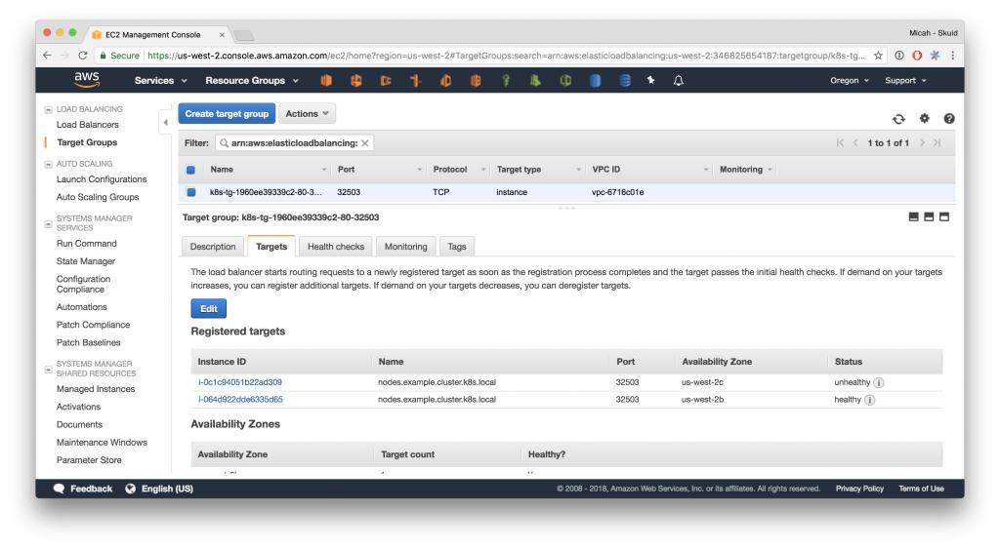 EC2 Management Console
Micah - Skuid
Secure https://us-west-2.console.aws.amazon.com/ec2/home?region=us-west-2#TargetGroups:search=arn:aws:elasticloadbalancing:us-west-2:346825654187:targetgroup/k8s-tg...
aws Services Resource Groups Oregon Support
LOAD BALANCING
Load Balancers
Target Groups
AUTO SCALING
Launch Configurations
Auto Scaling Groups
SYSTEMS MANAGER
SERVICES
Run Command
State Manager
Configuration
Compliance
Automations
Patch Compliance
Patch Baselines
SYSTEMS MANAGER
SHARED RESOURCES
Managed Instances
Activations
Documents
Maintenance Windows
Parameter Store
Create target group Actions
Filter: arn:aws:elasticloadbalancing: 1 to 1 of 1
Name Port Protocol Target type VPC ID Monitoring
k8s-tg-1960ee39339c2-80-3... 32503 TCP instance vpc-6716c01e
Target group: k8s-tg-1960ee39339c2-80-32503
Description Targets Health checks Monitoring Tags
The load balancer starts routing requests to a newly registered target as soon as the registration process completes and the target passes the initial health checks. If demand on your targets
increases, you can register additional targets. If demand on your targets decreases, you can deregister targets.
Edit
Registered targets
Instance ID Name Port Availability Zone Status
i-0c1c94051b22ad309 nodes.example.cluster.k8s.local 32503 us-west-2c unhealthy
i-064d922dde6335d65 nodes.example.cluster.k8s.local 32503 us-west-2b healthy
Availability Zones
Availability Zone Target count Healthy?
Feedback English (US) © 2008 - 2018, Amazon Web Services, Inc. or its affiliates. All rights reserved. Privacy Policy Terms of Use